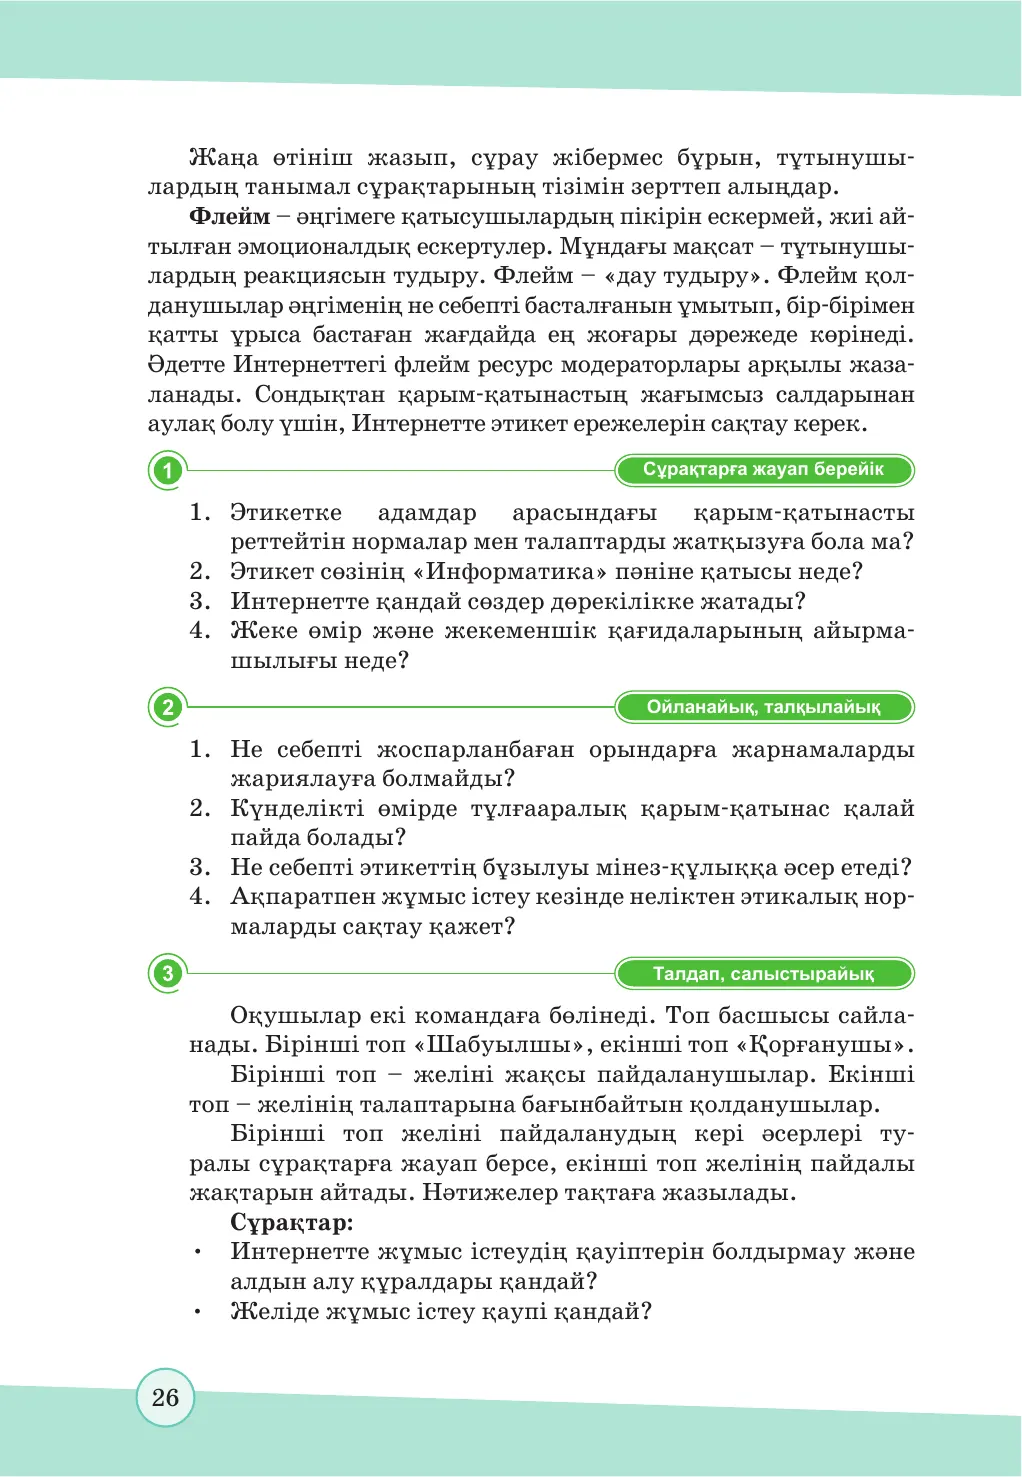 Жаңа өтініш жазып, сұрау жібермес бұрын, тұтынушы-
лардың танымал сұрақтарының тізімін зерттеп алыңдар.
Флейм – әңгімеге қатысушылардың пікірін ескермей, жиі ай-
тылған эмоционалдық ескертулер. Мұндағы мақсат – тұтынушы-
лардың реакциясын тудыру. Флейм – «дау тудыру». Флейм қол-
данушылар әңгіменің не себепті басталғанын ұмытып, бір-бірімен
қатты ұрыса бастаған жағдайда ең жоғары дәрежеде көрінеді.
Әдетте Интернеттегі флейм ресурс модераторлары арқылы жаза-
ланады. Сондықтан қарым-қатынастың жағымсыз салдарынан
аулақ болу үшін, Интернетте этикет ережелерін сақтау керек.
1 Сұрақтарға жауап берейік
1. Этикетке адамдар арасындағы қарым-қатынасты
реттейтін нормалар мен талаптарды жатқызуға бола ма?
2. Этикет сөзінің «Информатика» пәніне қатысы неде?
3. Интернетте қандай сөздер дөрекілікке жатады?
4. Жеке өмір және жекеменшік қағидаларының айырма-
шылығы неде?
2 Ойланайық, талқылайық
1. Не себепті жоспарланбаған орындарға жарнамаларды
жариялауға болмайды?
2. Күнделікті өмірде тұлғааралық қарым-қатынас қалай
пайда болады?
3. Не себепті этикеттің бұзылуы мінез-құлыққа әсер етеді?
4. Ақпаратпен жұмыс істеу кезінде неліктен этикалық нор-
маларды сақтау қажет?
3 Талдап, салыстырайық
Оқушылар екі командаға бөлінеді. Топ басшысы сайла-
нады. Бірінші топ «Шабуылшы», екінші топ «Қорғанушы».
Бірінші топ – желіні жақсы пайдаланушылар. Екінші
топ – желінің талаптарына бағынбайтын қолданушылар.
Бірінші топ желіні пайдаланудың кері әсерлері ту-
ралы сұрақтарға жауап берсе, екінші топ желінің пайдалы
жақтарын айтады. Нәтижелер тақтаға жазылады.
Сұрақтар:
• Интернетте жұмыс істеудің қауіптерін болдырмау және
алдын алу құралдары қандай?
• Желіде жұмыс істеу қаупі қандай?
26